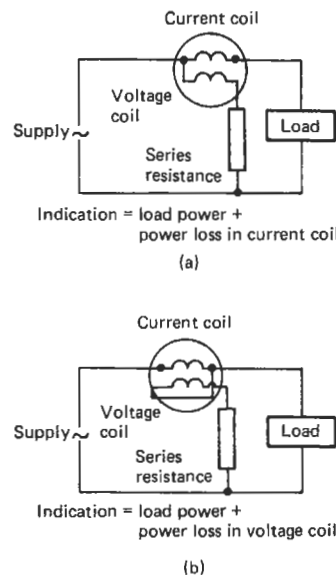 Current coil
Voltage
coil
Supply~
Load
Series
resistance
Indication = load power +
power loss in current coil
(a)
Current coil
Voltage
coil
Supply~
Load
Series
resistance
Indication = load power +
power loss in voltage coil
(b)